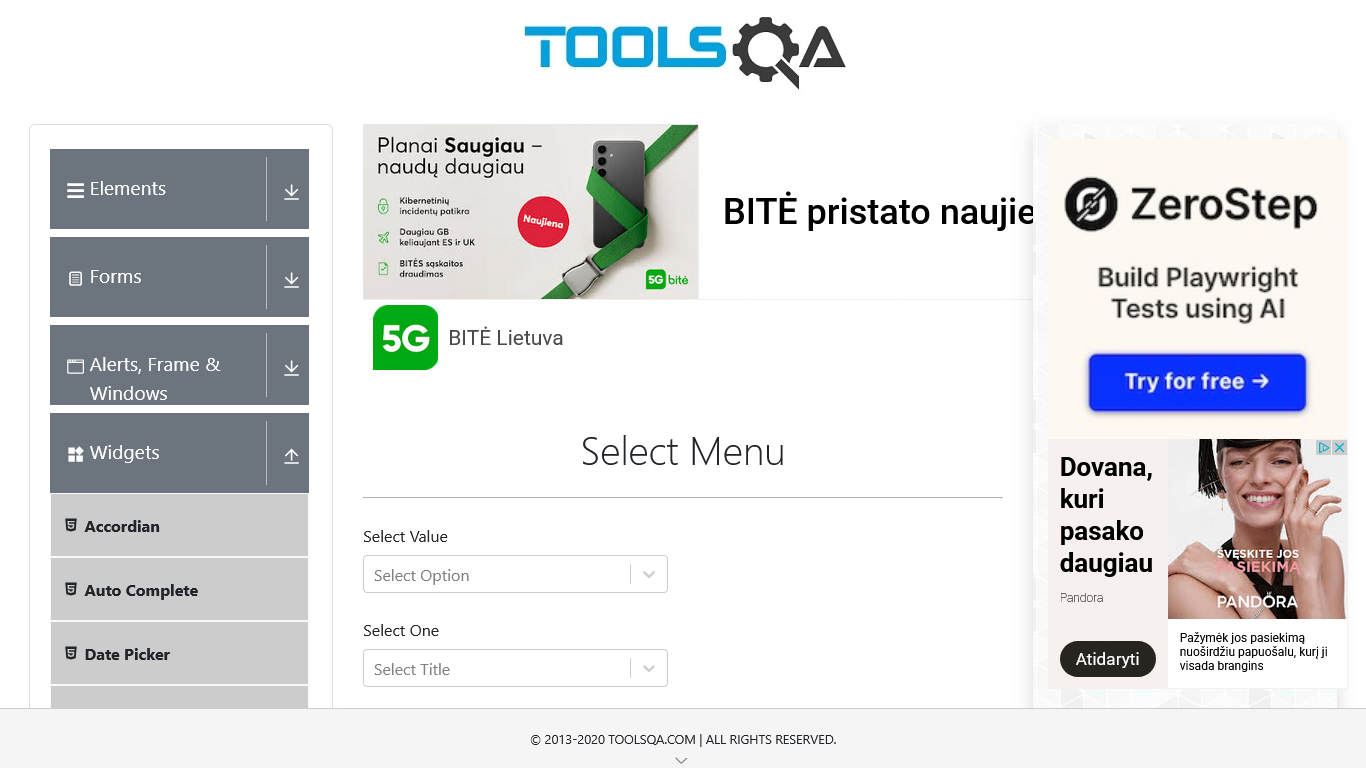 TOOLSQA
Elements
Forms
Alerts, Frame &
Windows
Widgets
Accordian
Auto Complete
Date Picker
Planai Saugiau –
naudų daugiau
Kibernetinių
incidentų patikra
Daugiau GB
keliaujant ES ir UK
BITĖS sąskaitos
draudimas
Naujiena
5G bitė
BITĖ pristato naujie
5G
BITĖ Lietuva
Select Menu
Select Value
Select Option
Select One
Select Title
ZeroStep
Build Playwright
Tests using AI
Try for free →
Dovana,
kuri
pasako
daugiau
Pandora
Atidaryti
ŠVĘSKITE JOS
PASIEKIMĄ
PANDORA
Pažymėk jos pasiekimą
nuoširdžiu papuošalu, kurį ji
visada brangins
© 2013-2020 TOOLSQA.COM | ALL RIGHTS RESERVED.